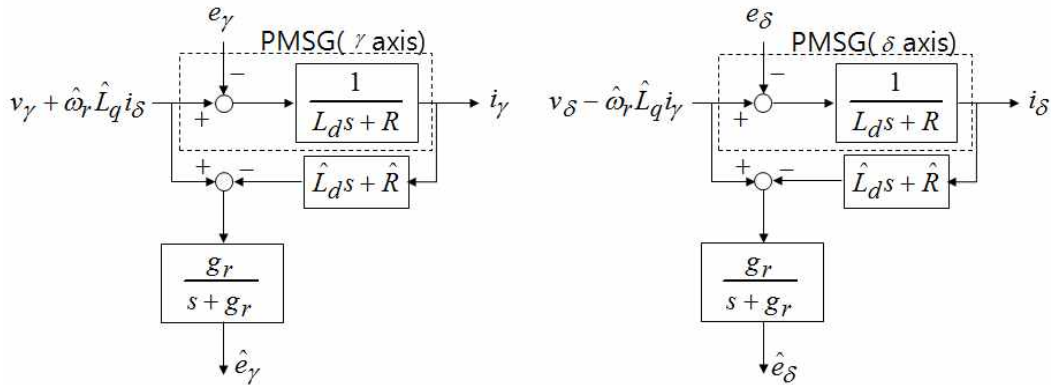 e_γ
PMSG( γ axis)
−
v_γ + ω̂_r L̂_q i_δ
+
1
L_d s + R
i_γ
+
−
L̂_d s + R̂
g_r
s + g_r
ê_γ
e_δ
PMSG( δ axis)
−
v_δ − ω̂_r L̂_q i_γ
+
1
L_d s + R
i_δ
+
−
L̂_d s + R̂
g_r
s + g_r
ê_δ